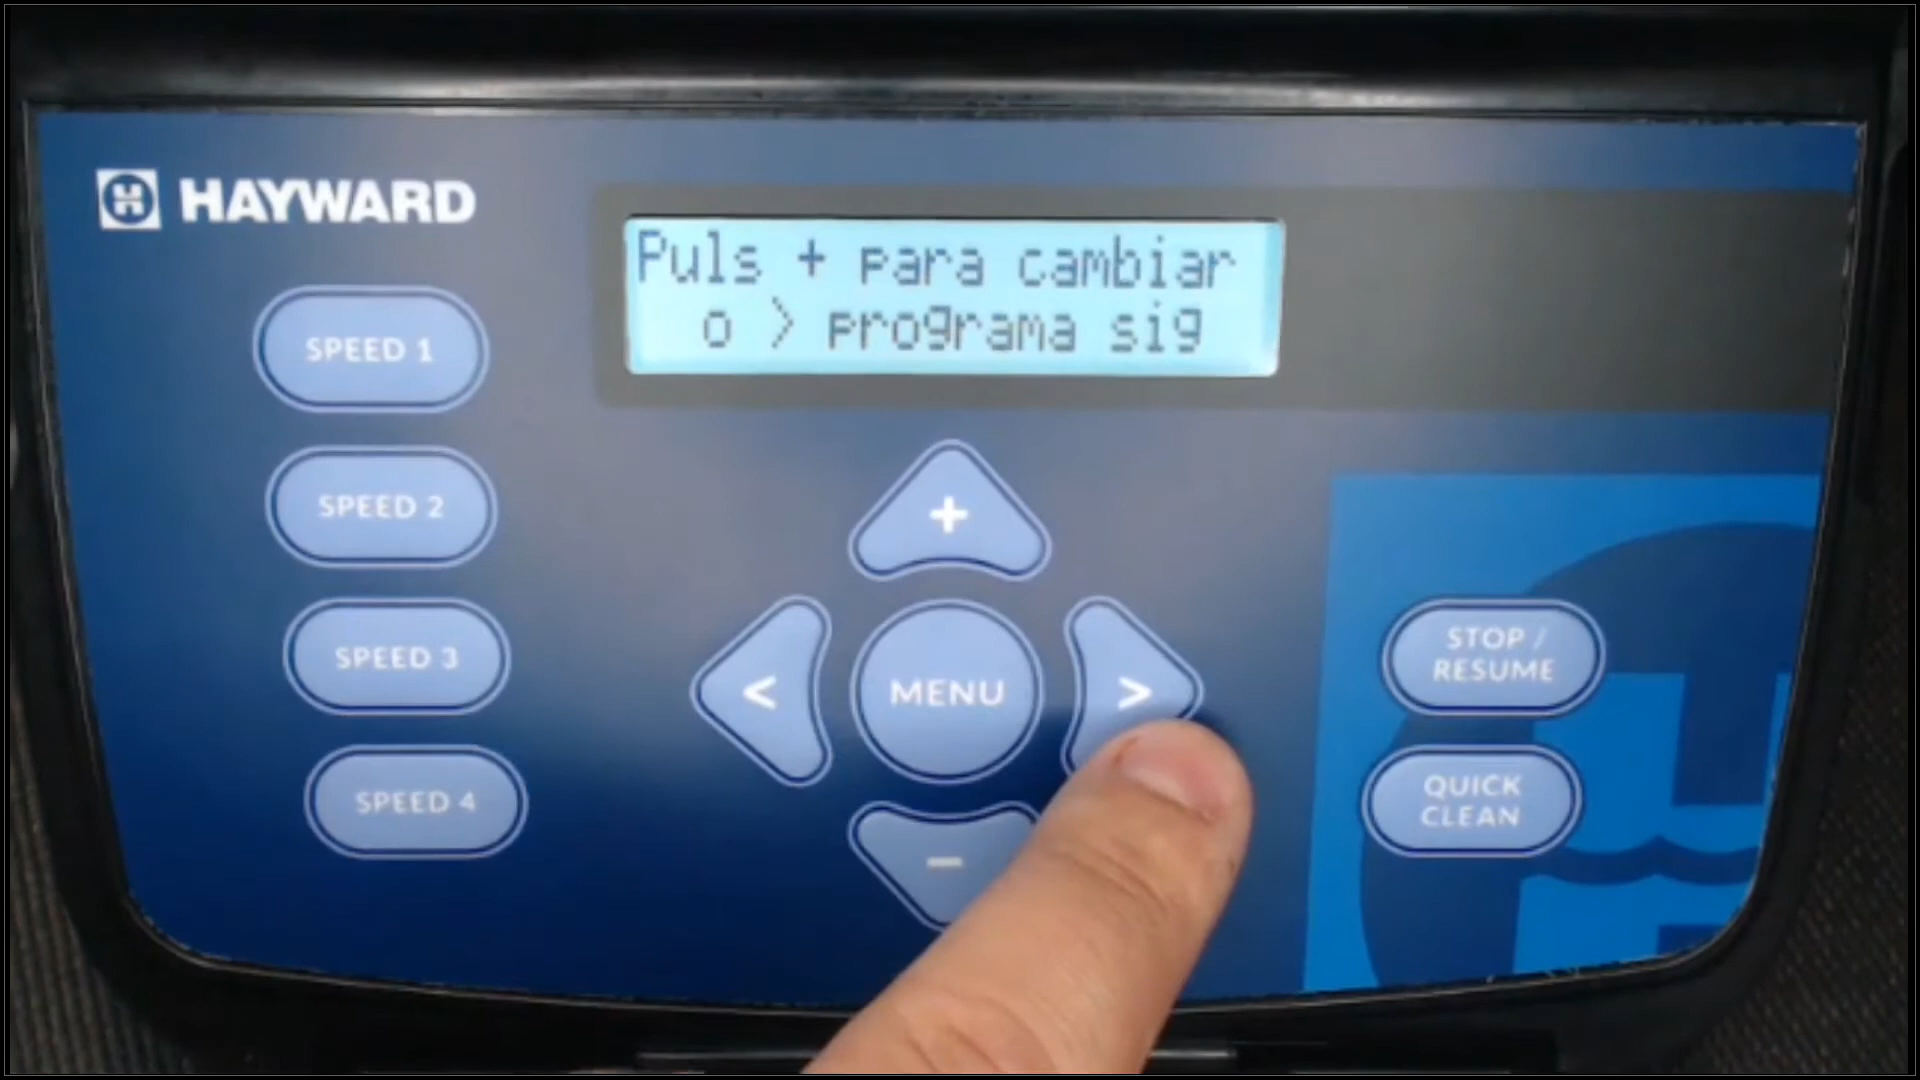 HAYWARD
Puls + para cambiar
o > programa sig
SPEED 1
SPEED 2
SPEED 3
SPEED 4
+
<
MENU
>
-
STOP /
RESUME
QUICK
CLEAN